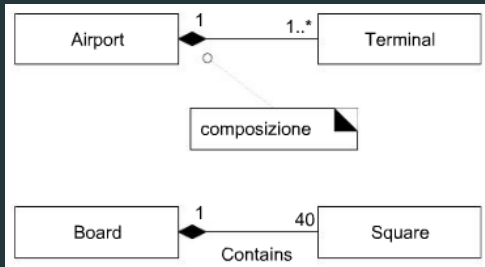 Airport 1 1..* Terminal
composizione
Board 1 40 Square
Contains